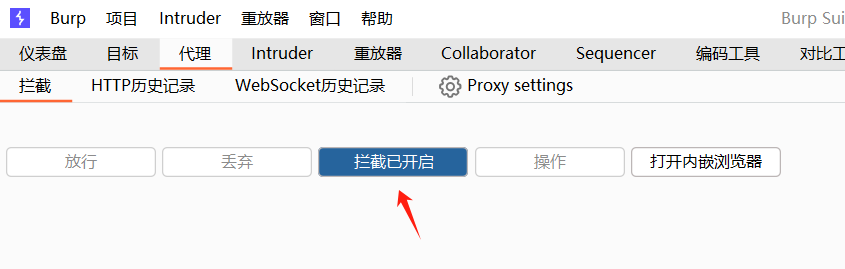 Burp 项目 Intruder 重放器 窗口 帮助 Burp Sui
仪表盘 目标 代理 Intruder 重放器 Collaborator Sequencer 编码工具 对比工
拦截 HTTP历史记录 WebSocket历史记录 Proxy settings
放行 丢弃 拦截已开启 操作 打开内嵌浏览器